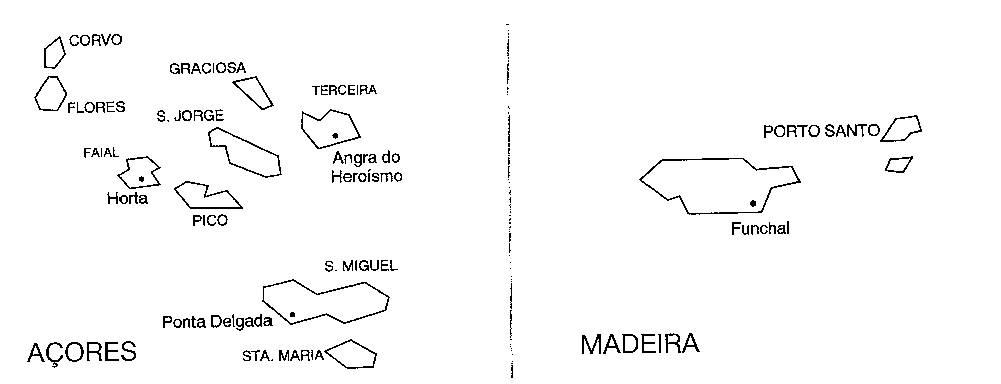 CORVO
FLORES
GRACIOSA
TERCEIRA
S. JORGE
Angra do
Heroísmo
FAIAL
Horta
PICO
S. MIGUEL
Ponta Delgada
STA. MARIA
AÇORES
PORTO SANTO
Funchal
MADEIRA